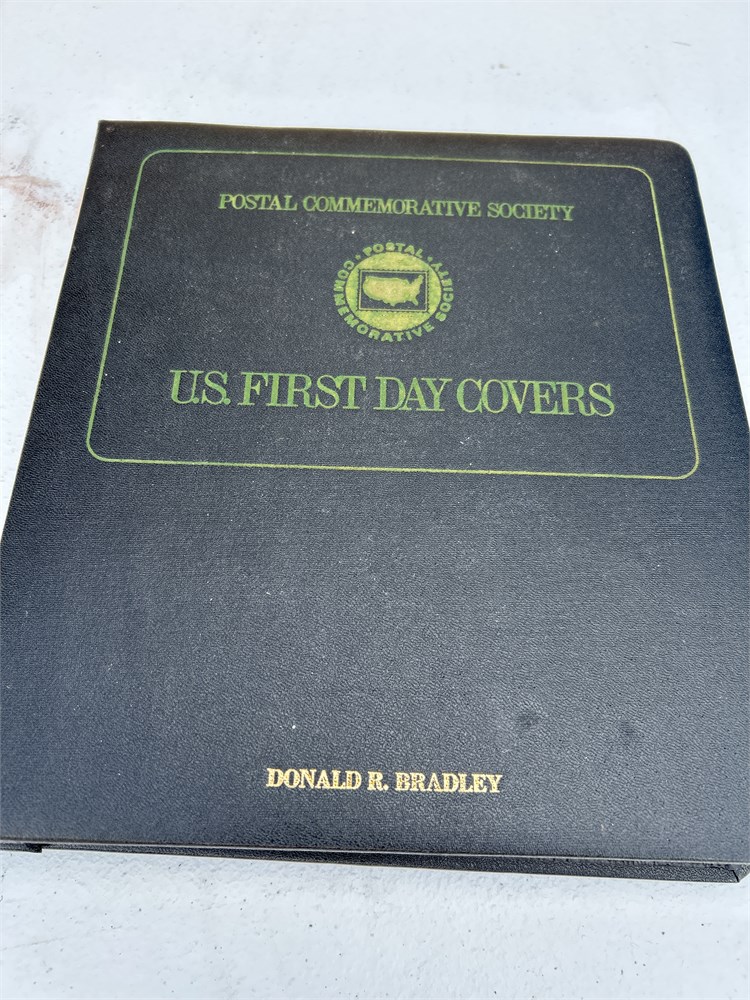 POSTAL COMMEMORATIVE SOCIETY
• POSTAL •
COMMEMORATIVE SOCIETY
U.S. FIRST DAY COVERS
DONALD R. BRADLEY